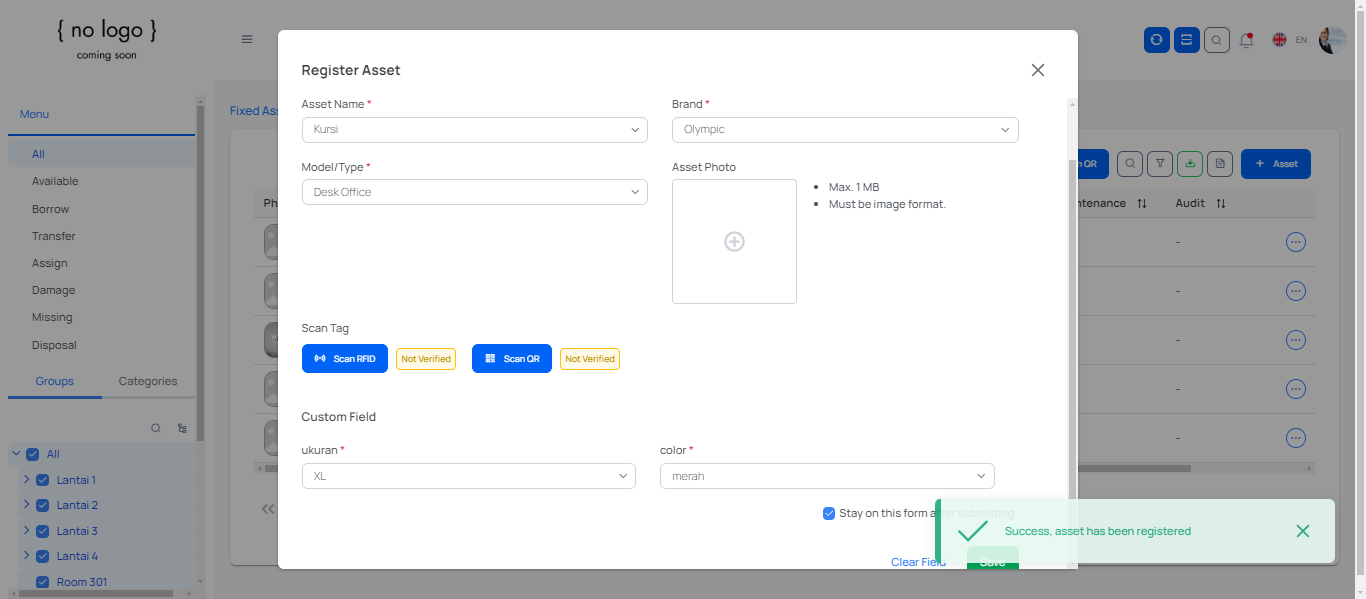 { no logo }
coming soon
EN
Register Asset
Menu
Fixed Ass
Asset Name *
Brand *
Kursi
Olympic
All
Available
Borrow
Transfer
Assign
Damage
Missing
Disposal
Model/Type *
Asset Photo
Desk Office
Max. 1 MB
Must be image format.
n QR
Asset
Ph
ntenance
Audit
-
-
-
-
-
Scan Tag
Scan RFID
Not Verified
Scan QR
Not Verified
Groups
Categories
Custom Field
ukuran *
color *
XL
merah
All
Lantai 1
Lantai 2
Lantai 3
Lantai 4
Room 301
Stay on this form after submitting
Success, asset has been registered
Clear Field
Save